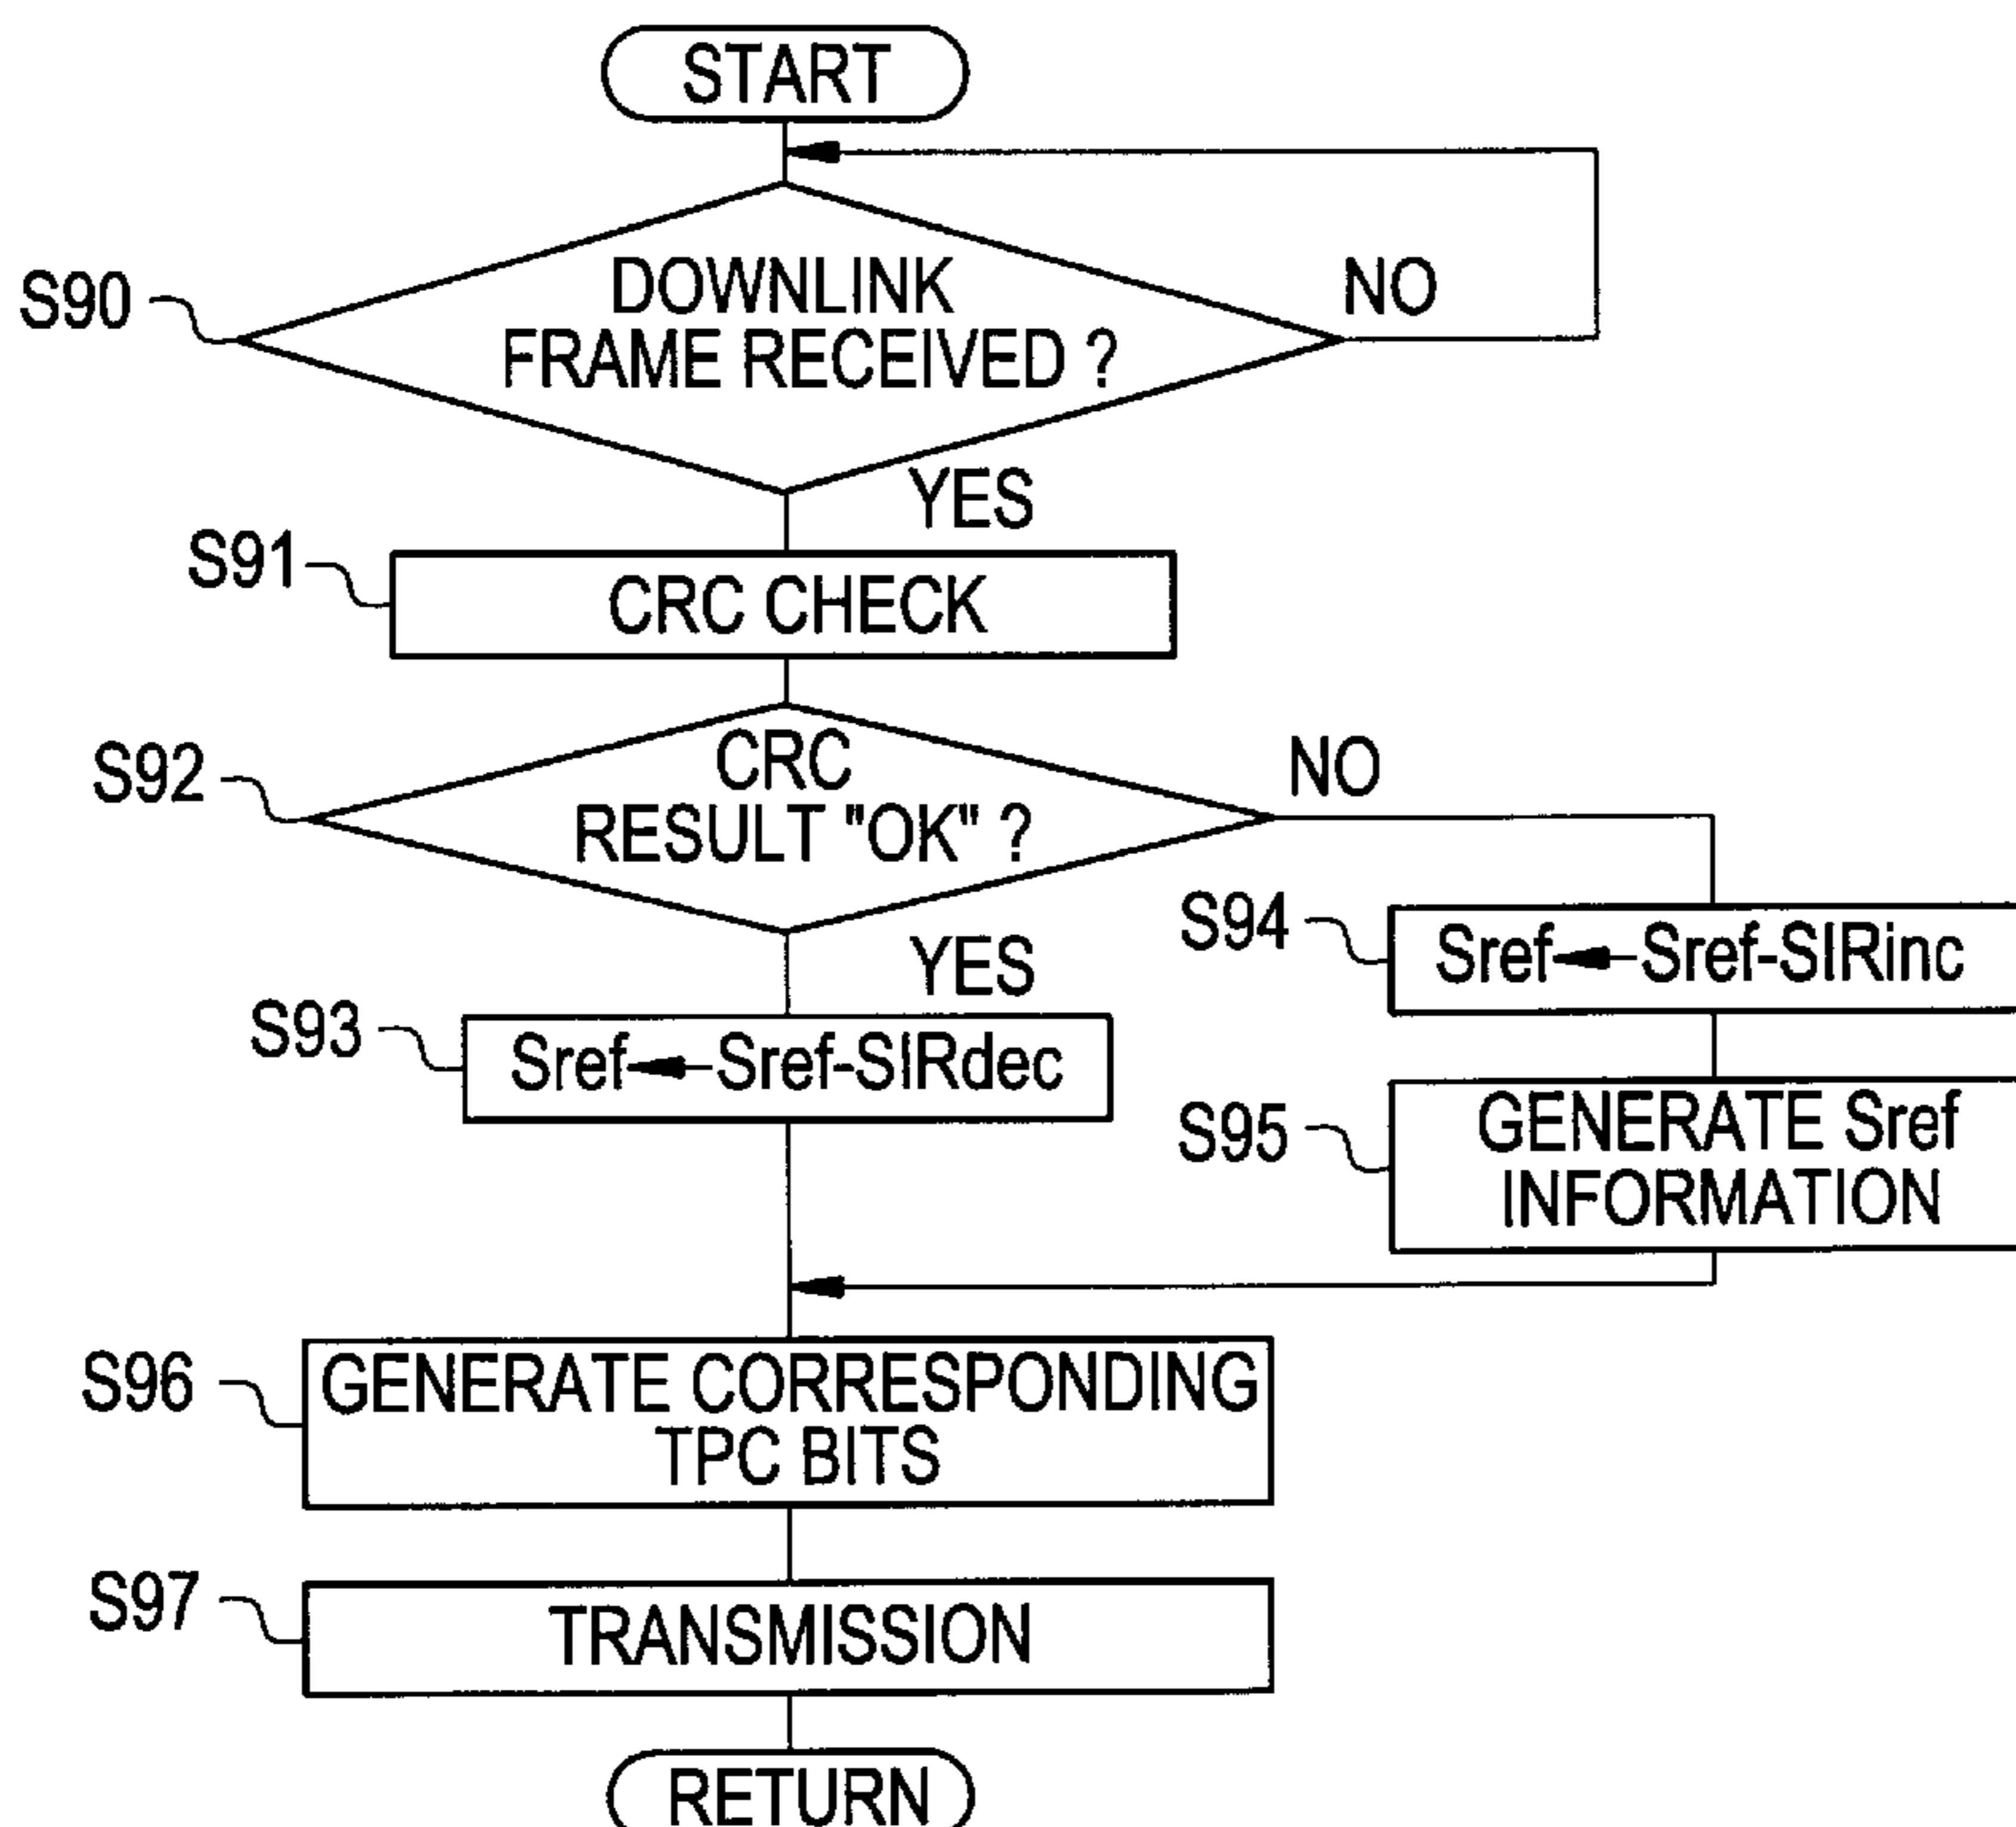 START
S90
DOWNLINK
FRAME RECEIVED ?
NO
YES
S91
CRC CHECK
S92
CRC
RESULT "OK" ?
NO
YES
S93
Sref←Sref-SIRdec
S94
Sref←Sref-SIRinc
S95
GENERATE Sref
INFORMATION
S96
GENERATE CORRESPONDING
TPC BITS
S97
TRANSMISSION
RETURN